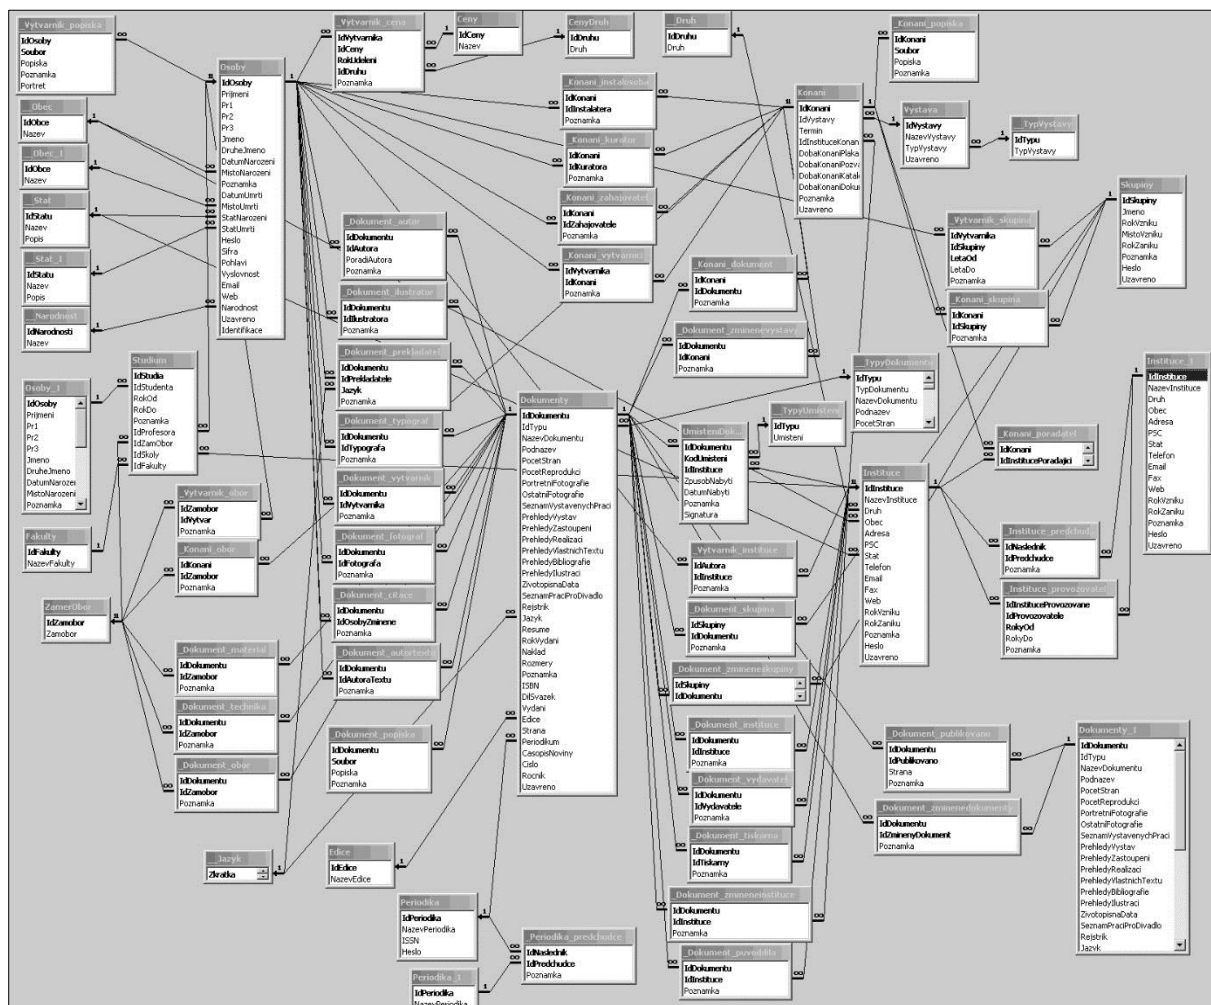 _Vytvarnik_popiska
IdOsoby
Soubor
Popiska
Poznamka
Portret
_Obec
IdObce
Nazev
_Obec_1
IdObce
Nazev
_Stat
IdStatu
Nazev
Popis
_Stat_1
IdStatu
Nazev
Popis
_Narodnost
IdNarodnosti
Nazev
Osoby
IdOsoby
Prijmeni
Pr1
Pr2
Pr3
Jmeno
DruheJmeno
DatumNarozeni
MistoNarozeni
Poznamka
DatumUmrti
MistoUmrti
StatNarozeni
StatUmrti
Heslo
Sifra
Pohlavi
Vyslovnost
Email
Web
Narodnost
Uzavreno
Identifikace
Vytvarnik_cena
IdVytvarnika
IdCeny
RokUdeleni
IdDruhu
Poznamka
Ceny
IdCeny
Nazev
CenyDruh
IdDruhu
Druh
_Druh
IdDruhu
Druh
_Konani_popiska
IdKonani
Soubor
Popiska
Poznamka
_Konani_instalovoba
IdKonani
IdInstalatera
Poznamka
_Konani_kurator
IdKonani
IdKuratora
Poznamka
_Konani_zahajovatel
IdKonani
IdZahajovatele
Poznamka
_Konani_vytvarnici
IdVytvarnika
IdKonani
Poznamka
Konani
IdKonani
IdVystavy
Termin
IdInstituceKonan
DobaKonaniPlaka
DobaKonaniPozva
DobaKonaniKatak
DobaKonaniDokur
Poznamka
Uzavreno
Vystava
IdVystavy
NazevVystavy
TypVystavy
Uzavreno
_TypVystavy
IdTypu
TypVystavy
Skupiny
IdSkupiny
Jmeno
RokVzniku
MistoVzniku
RokZaniku
Poznamka
Heslo
Uzavreno
_Vytvarnik_skupina
IdVytvarnika
IdSkupiny
LetaOd
LetaDo
Poznamka
_Konani_skupina
IdKonani
IdSkupiny
Poznamka
_Dokument_autor
IdDokumentu
IdAutora
PoradiAutora
Poznamka
_Dokument_ilustrator
IdDokumentu
IdIlustratora
Poznamka
_Dokument_prekladatel
IdDokumentu
IdPrekladatele
Jazyk
Poznamka
_Dokument_typograf
IdDokumentu
IdTypografa
Poznamka
_Dokument_vytvarnik
IdDokumentu
IdVytvarnika
Poznamka
_Dokument_fotograf
IdDokumentu
IdFotografa
Poznamka
_Dokument_citace
IdDokumentu
IdOsobyZminene
Poznamka
_Dokument_autortextu
IdDokumentu
IdAutoraTextu
Poznamka
_Dokument_popiska
IdDokumentu
Soubor
Popiska
Poznamka
Studium
IdStudia
IdStudenta
RokOd
RokDo
Poznamka
IdProfesora
IdZamObor
IdSkoly
IdFakulty
Osoby_1
IdOsoby
Prijmeni
Pr1
Pr2
Pr3
Jmeno
DruheJmeno
DatumNarozer
MistoNarozeni
Poznamka
Fakulty
IdFakulty
NazevFakulty
_Vytvarnik_obor
IdZamobor
IdVytvar
Poznamka
_Konani_obor
IdKonani
IdZamobor
Poznamka
ZamerObor
IdZamobor
Zamobor
_Dokument_material
IdDokumentu
IdZamobor
Poznamka
_Dokument_technika
IdDokumentu
IdZamobor
Poznamka
_Dokument_obor
IdDokumentu
IdZamobor
Poznamka
_Jazyk
Zkratka
Edice
IdEdice
NazevEdice
Periodika
IdPeriodika
NazevPeriodika
ISSN
Heslo
Periodika_1
IdPeriodika
NazevPeriodika
_Periodika_predchudce
IdNaslednik
IdPredchudce
Poznamka
Dokumenty
IdDokumentu
IdTypu
NazevDokumentu
Podnazev
PocetStran
PocetReprodukci
PortretniFotografie
OstatniFotografie
SeznamVystavenychPraci
PrehledyVystav
PrehledyZastoupeni
PrehledyRealizaci
PrehledyVlastnichTextu
PrehledyBibliografie
PrehledyIlustraci
ZivotopisnaData
SeznamPraciProDivadlo
Rejstrik
Jazyk
Resume
RokVydani
Naklad
Rozmery
Poznamka
ISBN
DilSvazek
Vydani
Edice
Strana
Periodikum
CasopisNoviny
Cislo
Rocnik
Uzavreno
_Konani_dokument
IdKonani
IdDokumentu
Poznamka
_Dokument_zminenevystavy
IdDokumentu
IdKonani
Poznamka
_TypyDokumento
IdTypu
TypDokumentu
NazevDokumentu
Podnazev
PocetStran
_TypyUmisteni
IdTypu
Umisteni
UmisteniDok...
IdDokumentu
KodUmisteni
IdInstituce
ZpusobNabyti
DatumNabyti
Poznamka
Signatura
_Vytvarnik_instituce
IdAutora
IdInstituce
Poznamka
_Dokument_skupina
IdSkupiny
IdDokumentu
Poznamka
_Dokument_zmineneskupiny
IdSkupiny
IdDokumentu
_Dokument_instituce
IdDokumentu
IdInstituce
Poznamka
_Dokument_vydavatel
IdDokumentu
IdVydavatele
Poznamka
_Dokument_tiskarna
IdDokumentu
IdTiskarny
Poznamka
_Dokument_zmineneinstituce
IdDokumentu
IdInstituce
Poznamka
_Dokument_puvoddila
IdDokumentu
IdInstituce
Poznamka
Instituce
IdInstituce
NazevInstituce
Druh
Obec
Adresa
PSC
Stat
Telefon
Email
Fax
Web
RokVzniku
RokZaniku
Poznamka
Heslo
Uzavreno
_Konani_poradatel
IdKonani
IdInstitucePoradajici
_Instituce_predchud...
IdNaslednik
IdPredchudce
Poznamka
_Instituce_provozovatel
IdInstituceProvozovane
IdProvozovatele
RokyOd
RokyDo
Poznamka
Instituce_1
IdInstituce
NazevInstituce
Druh
Obec
Adresa
PSC
Stat
Telefon
Email
Fax
Web
RokVzniku
RokZaniku
Poznamka
Heslo
Uzavreno
_Dokument_publikovano
IdDokumentu
IdPublikovano
Strana
Poznamka
_Dokument_zminenedokumenty
IdDokumentu
IdZminenyDokument
Poznamka
Dokumenty_1
IdDokumentu
IdTypu
NazevDokumentu
Podnazev
PocetStran
PocetReprodukci
PortretniFotografie
OstatniFotografie
SeznamVystavenychPraci
PrehledyVystav
PrehledyZastoupeni
PrehledyRealizaci
PrehledyVlastnichTextu
PrehledyBibliografie
PrehledyIlustraci
ZivotopisnaData
SeznamPraciProDivadlo
Rejstrik
Jazyk